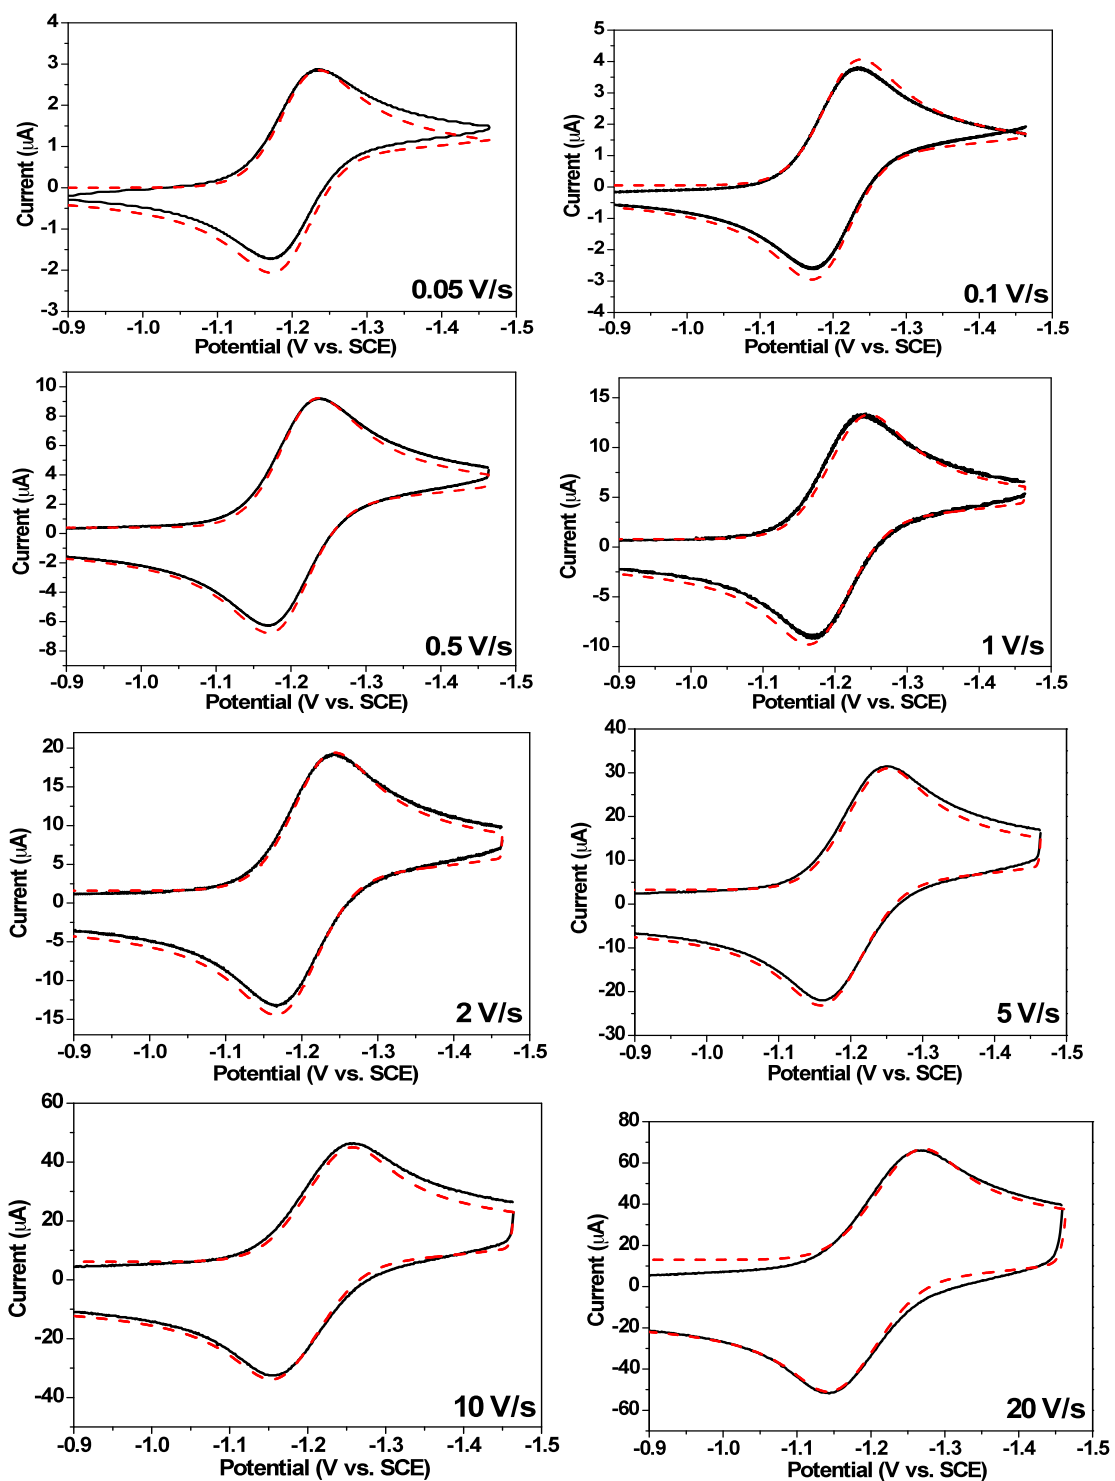 4
3
2
1
0
-1
-2
-3
Current (µA)
0.05 V/s
-0.9 -1.0 -1.1 -1.2 -1.3 -1.4 -1.5
Potential (V vs. SCE)
5
4
3
2
1
0
-1
-2
-3
-4
Current (µA)
0.1 V/s
-0.9 -1.0 -1.1 -1.2 -1.3 -1.4 -1.5
Potential (V vs. SCE)
10
8
6
4
2
0
-2
-4
-6
-8
Current (µA)
0.5 V/s
-0.9 -1.0 -1.1 -1.2 -1.3 -1.4 -1.5
Potential (V vs. SCE)
15
10
5
0
-5
-10
Current (µA)
1 V/s
-0.9 -1.0 -1.1 -1.2 -1.3 -1.4 -1.5
Potential (V vs. SCE)
20
15
10
5
0
-5
-10
-15
Current (µA)
2 V/s
-0.9 -1.0 -1.1 -1.2 -1.3 -1.4 -1.5
Potential (V vs. SCE)
40
30
20
10
0
-10
-20
-30
Current (µA)
5 V/s
-0.9 -1.0 -1.1 -1.2 -1.3 -1.4 -1.5
Potential (V vs. SCE)
60
40
20
0
-20
-40
Current (µA)
10 V/s
-0.9 -1.0 -1.1 -1.2 -1.3 -1.4 -1.5
Potential (V vs. SCE)
80
60
40
20
0
-20
-40
-60
Current (µA)
20 V/s
-0.9 -1.0 -1.1 -1.2 -1.3 -1.4 -1.5
Potential (V vs. SCE)